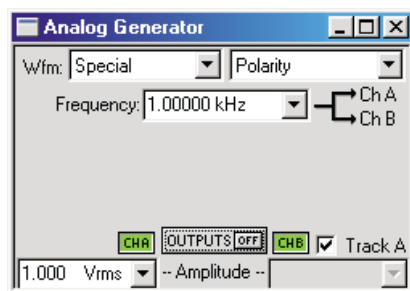 Analog Generator
Wfm: Special Polarity
Frequency: 1.00000 kHz Ch A
Ch B
CHA OUTPUTS OFF CHB Track A
1.000 Vrms -- Amplitude --